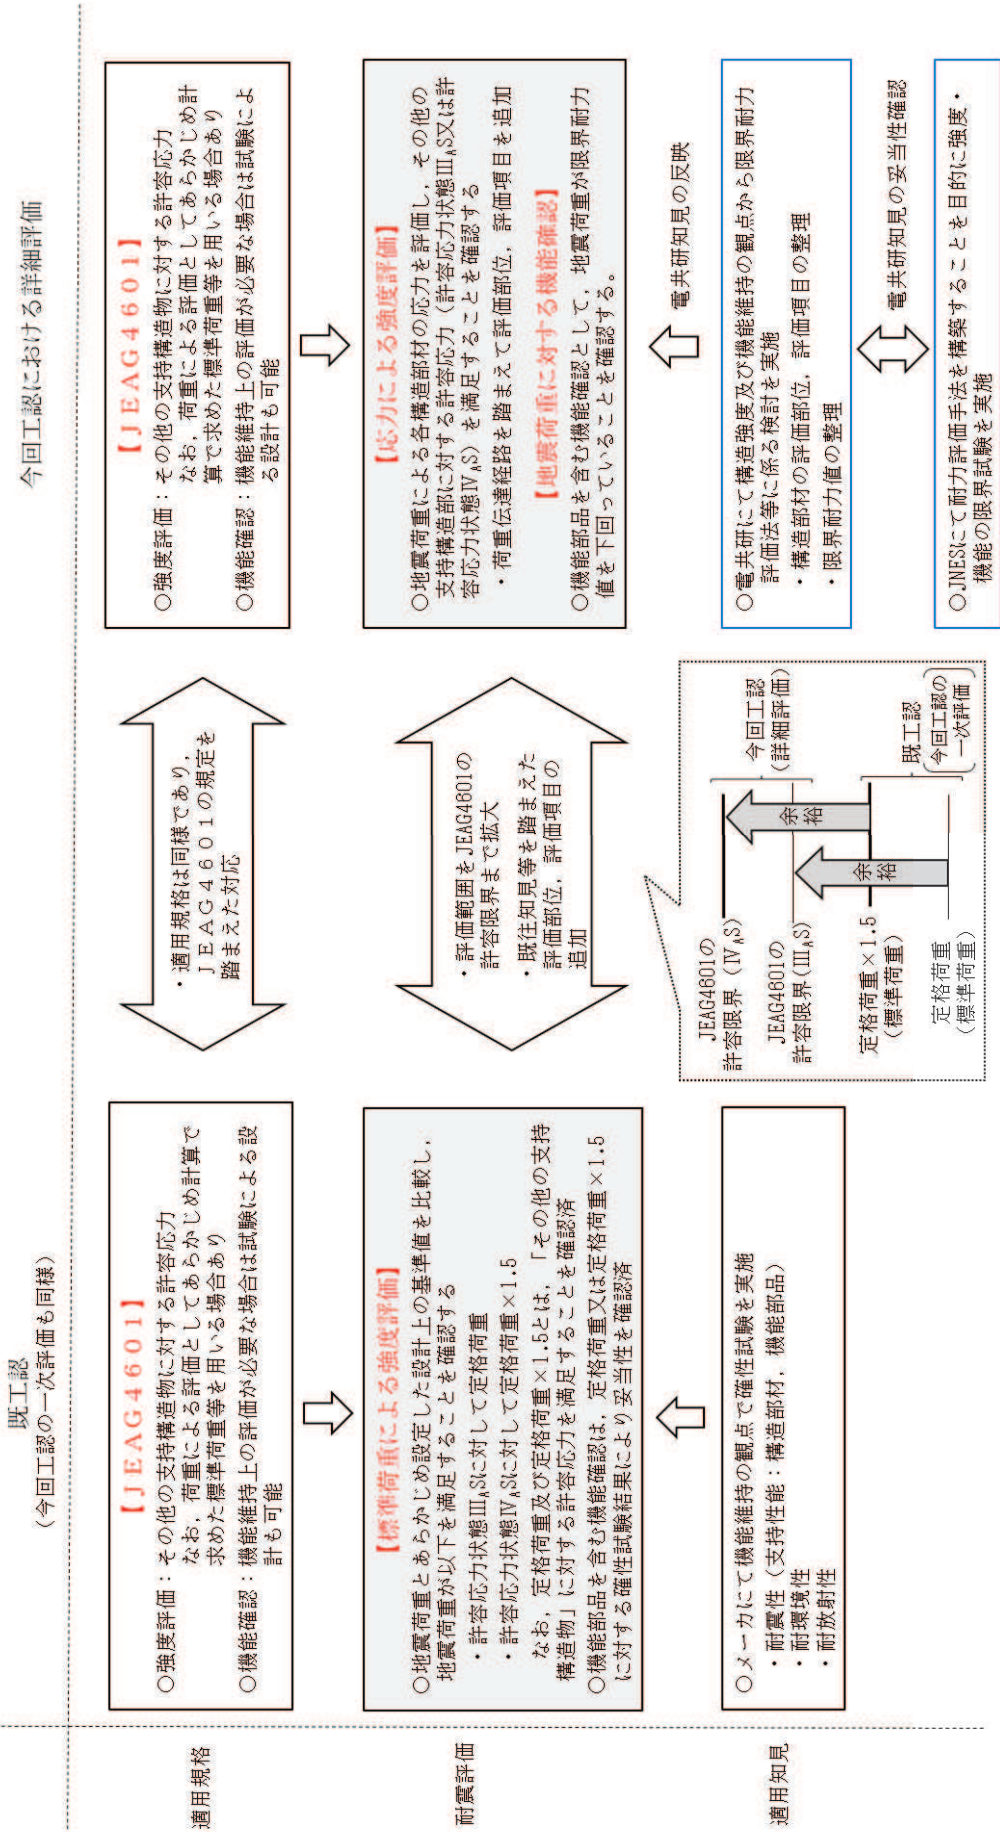 既工認
(今回工認の一次評価も同様)
今回工認における詳細評価
適用規格
【JEAG4601】
○強度評価：その他の支持構造物に対する許容応力
なお，荷重による評価としてあらかじめ計算で
求めた標準荷重等を用いる場合あり
○機能確認：機能維持上の評価が必要な場合は試験による設
計も可能
・適用規格は同様であり，
JEAG4601の規定を
踏まえた対応
【JEAG4601】
○強度評価：その他の支持構造物に対する許容応力
なお，荷重による評価としてあらかじめ計
算で求めた標準荷重等を用いる場合あり
○機能確認：機能維持上の評価が必要な場合は試験によ
る設計も可能
耐震評価
【標準荷重による強度評価】
○地震荷重とあらかじめ設定した設計上の基準値を比較し，
地震荷重が以下を満足することを確認する
・許容応力状態ⅢASに対して定格荷重
・許容応力状態ⅣASに対して定格荷重×1.5
なお，定格荷重及び定格荷重×1.5とは，「その他の支持
構造物」に対する許容応力を満足することを確認済
○機能部品を含む機能確認は，定格荷重又は定格荷重×1.5
に対する確性試験結果により妥当性を確認済
・評価範囲をJEAG4601の
許容限界まで拡大
・既往知見等を踏まえた
評価部位，評価項目の
追加
【応力による強度評価】
○地震荷重による各構造部材の応力を評価し，その他の
支持構造部に対する許容応力（許容応力状態ⅢAS又は許
容応力状態ⅣAS）を満足することを確認する
・荷重伝達経路を踏まえて評価部位，評価項目を追加
【地震荷重に対する機能確認】
○機能部品を含む機能確認として，地震荷重が限界耐力
値を下回っていることを確認する。
適用知見
○メーカにて機能維持の観点で確性試験を実施
・耐震性（支持性能：構造部材，機能部品）
・耐環境性
・耐放射性
JEAG4601の
許容限界（ⅣAS)
JEAG4601の
許容限界(ⅢAS)
定格荷重×1.5
(標準荷重)
定格荷重
(標準荷重)
余裕
余裕
今回工認
(詳細評価)
既工認
今回工認の
一次評価
電共研知見の反映
○電共研にて構造強度及び機能維持の観点から限界耐力
評価法等に係る検討を実施
・構造部材の評価部位，評価項目の整理
・限界耐力値の整理
電共研知見の妥当性確認
○JNESにて耐力評価手法を構築することを目的に強度・
機能の限界試験を実施